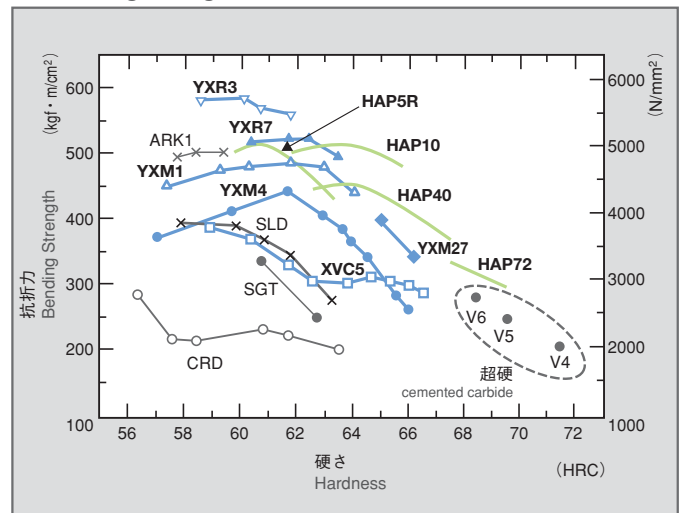 (kgf・m/cm²)
(N/mm²)
600
500
400
300
200
100
6000
5000
4000
3000
2000
1000
抗折力
Bending Strength
YXR3
HAP5R
YXR7
ARK1
HAP10
YXM1
HAP40
YXM4
SLD
YXM27
XVC5
HAP72
SGT
V6
V5
V4
CRD
超硬
cemented carbide
56 58 60 62 64 66 68 70 72
硬さ
Hardness
(HRC)